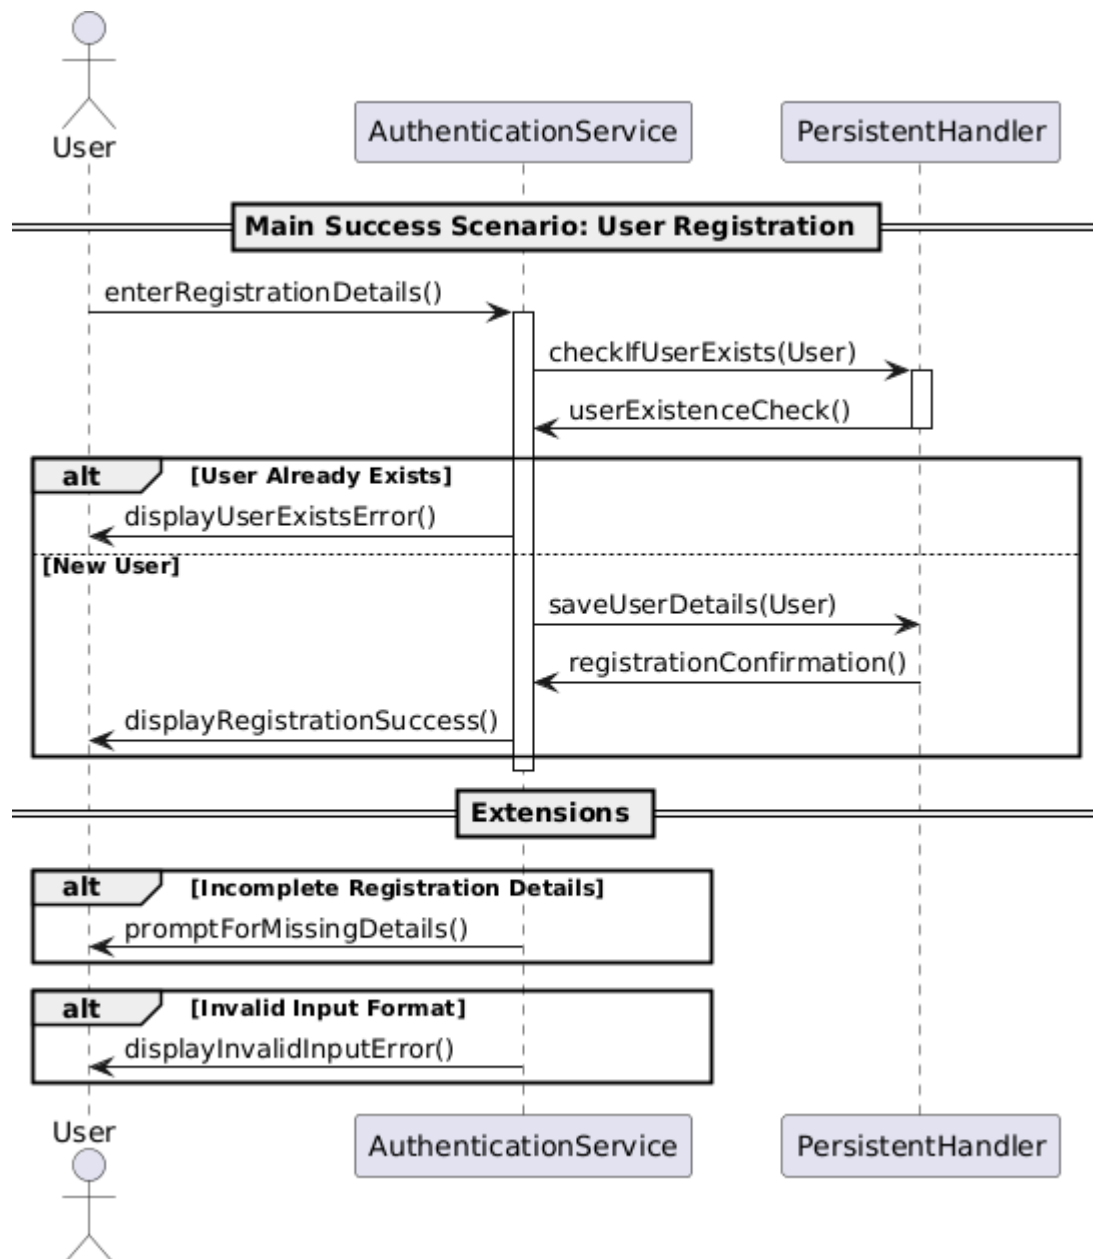 User
AuthenticationService
PersistentHandler
Main Success Scenario: User Registration
enterRegistrationDetails()
checkIfUserExists(User)
userExistenceCheck()
alt
[User Already Exists]
displayUserExistsError()
[New User]
saveUserDetails(User)
registrationConfirmation()
displayRegistrationSuccess()
Extensions
alt
[Incomplete Registration Details]
promptForMissingDetails()
alt
[Invalid Input Format]
displayInvalidInputError()
User
AuthenticationService
PersistentHandler